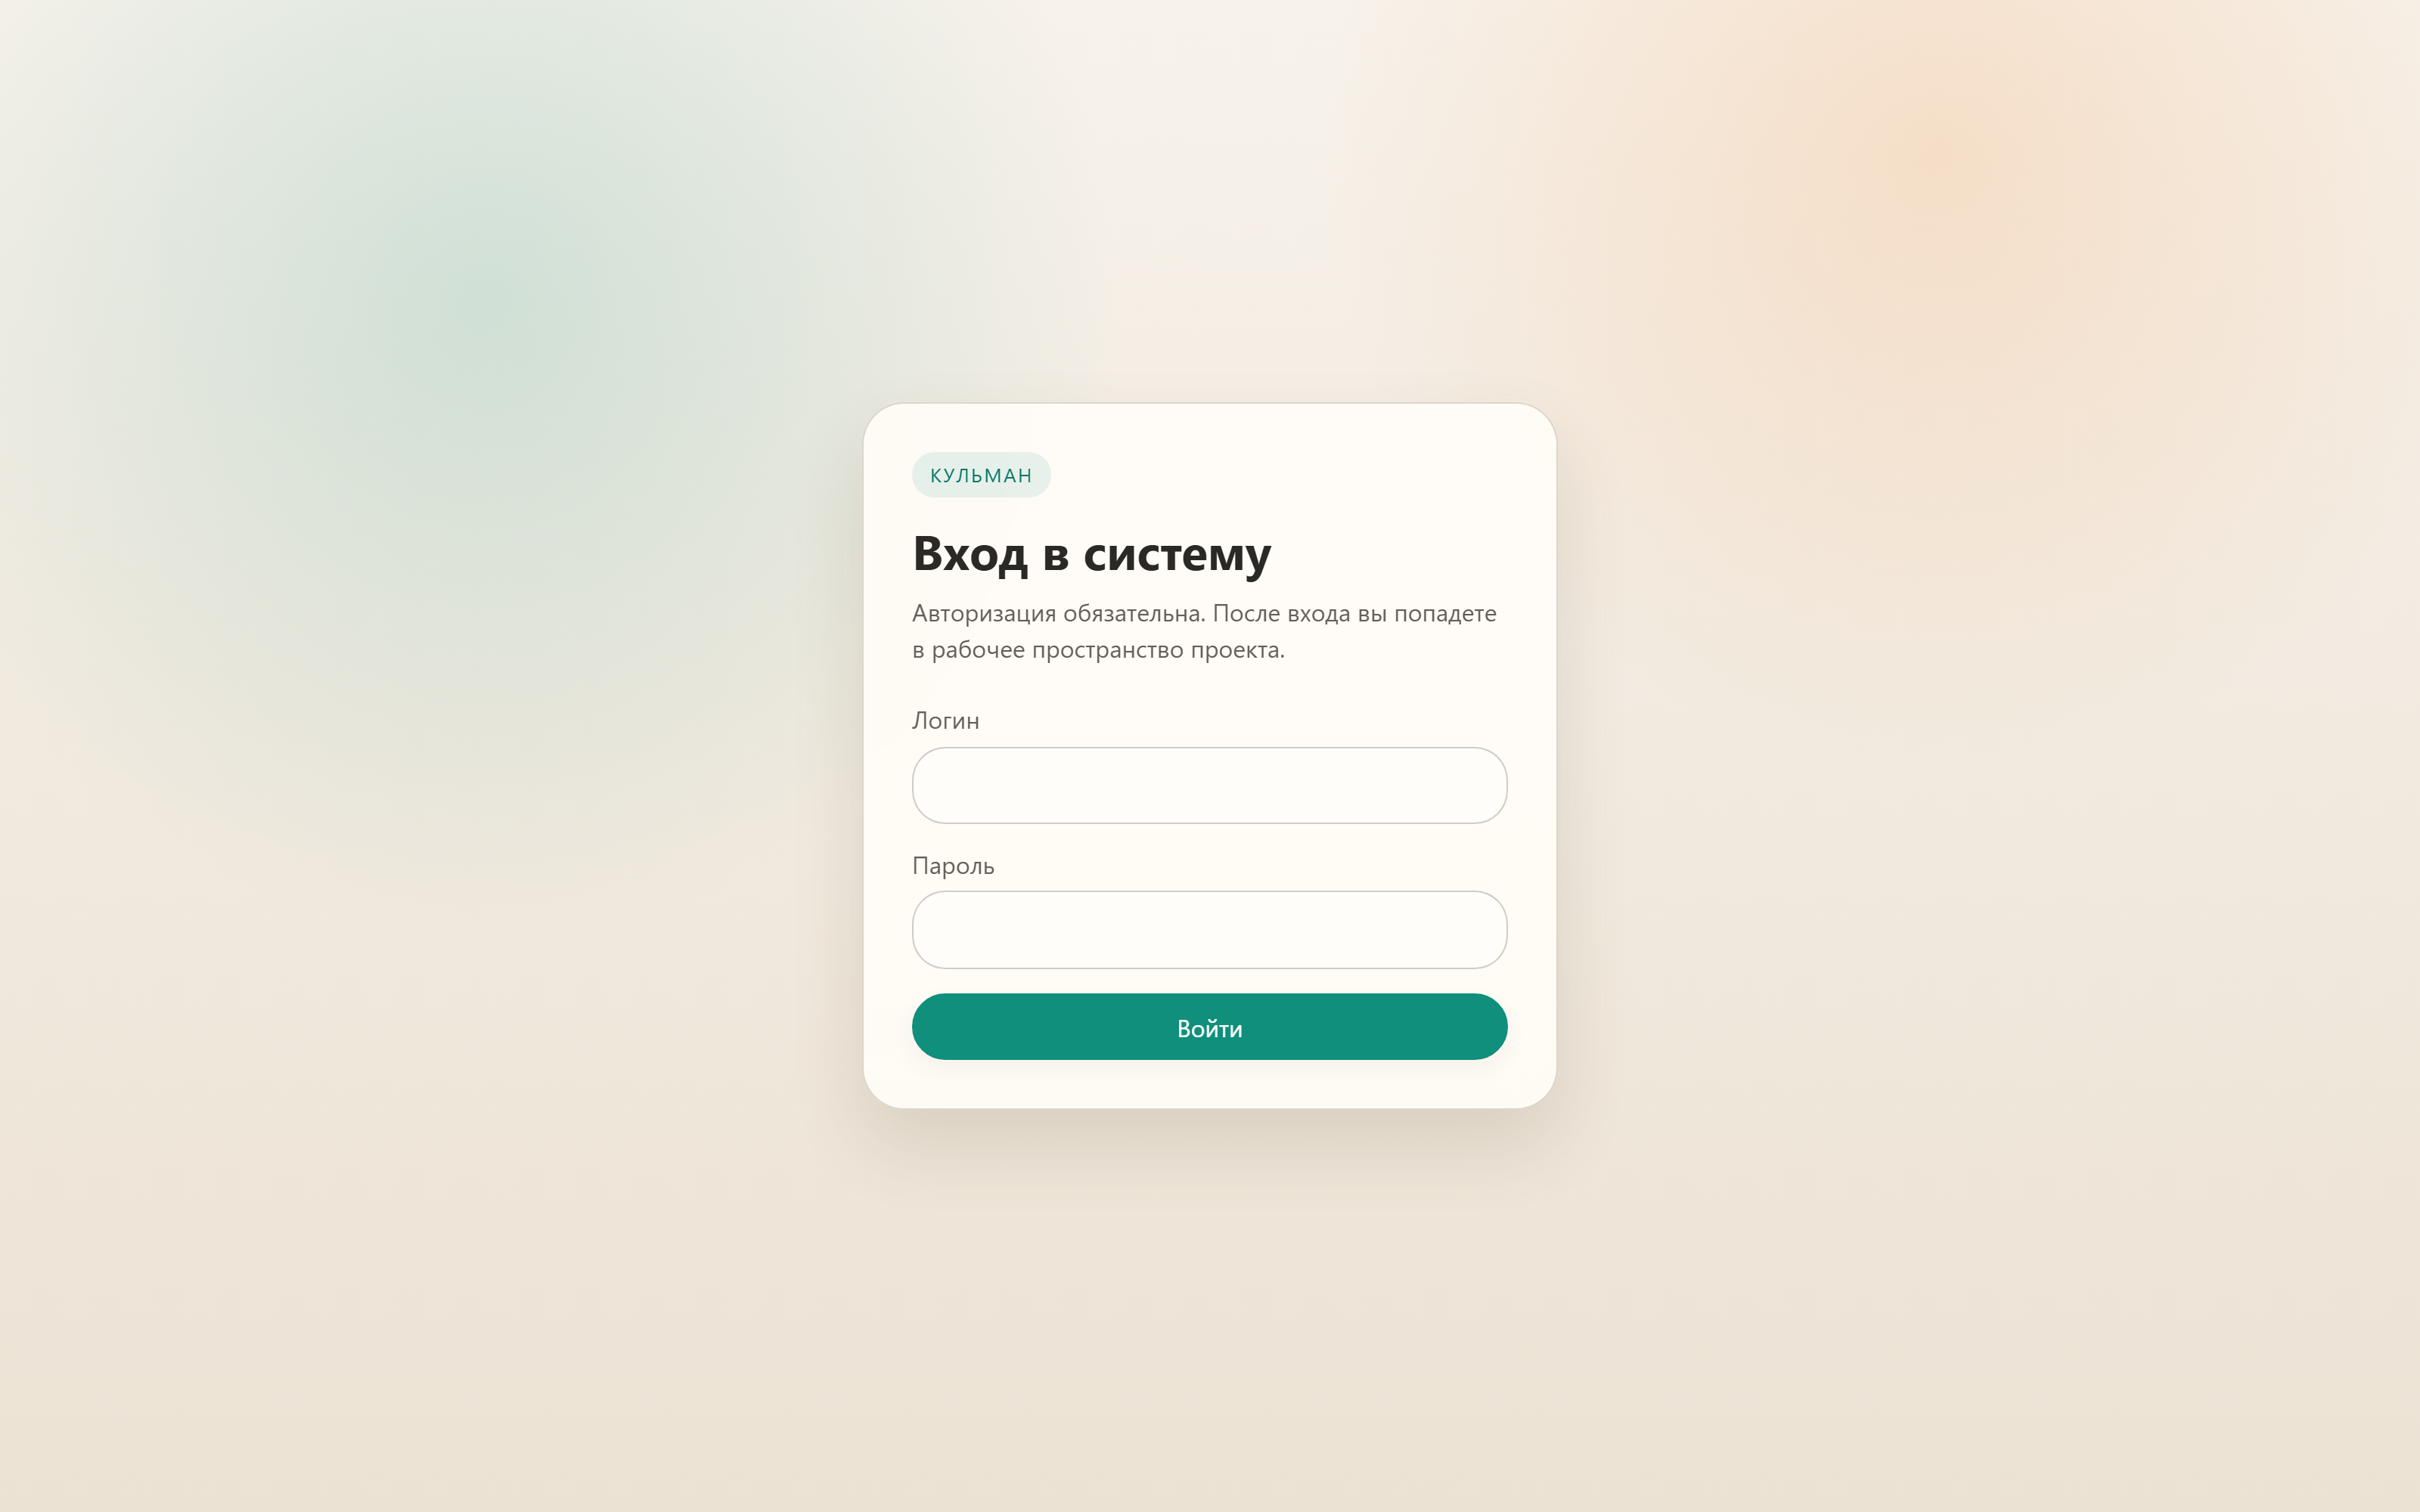 КУЛЬМАН
Вход в систему
Авторизация обязательна. После входа вы попадете
в рабочее пространство проекта.
Логин
Пароль
Войти